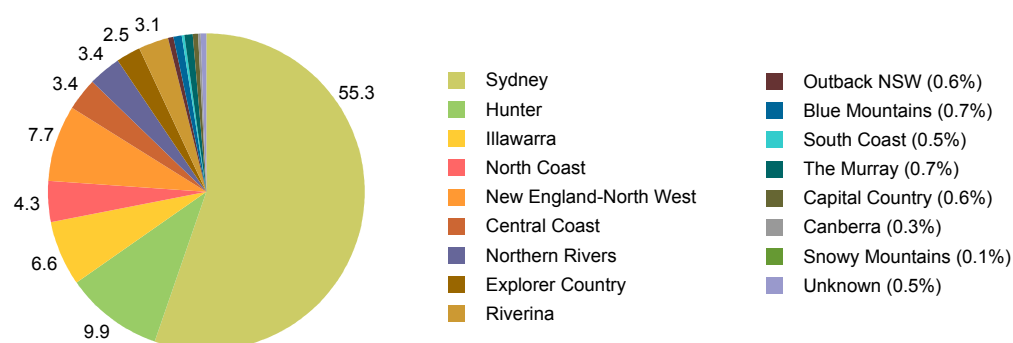 3.1
2.5
3.4
3.4
7.7
4.3
6.6
9.9
55.3
Sydney
Hunter
Illawarra
North Coast
New England-North West
Central Coast
Northern Rivers
Explorer Country
Riverina
Outback NSW (0.6%)
Blue Mountains (0.7%)
South Coast (0.5%)
The Murray (0.7%)
Capital Country (0.6%)
Canberra (0.3%)
Snowy Mountains (0.1%)
Unknown (0.5%)